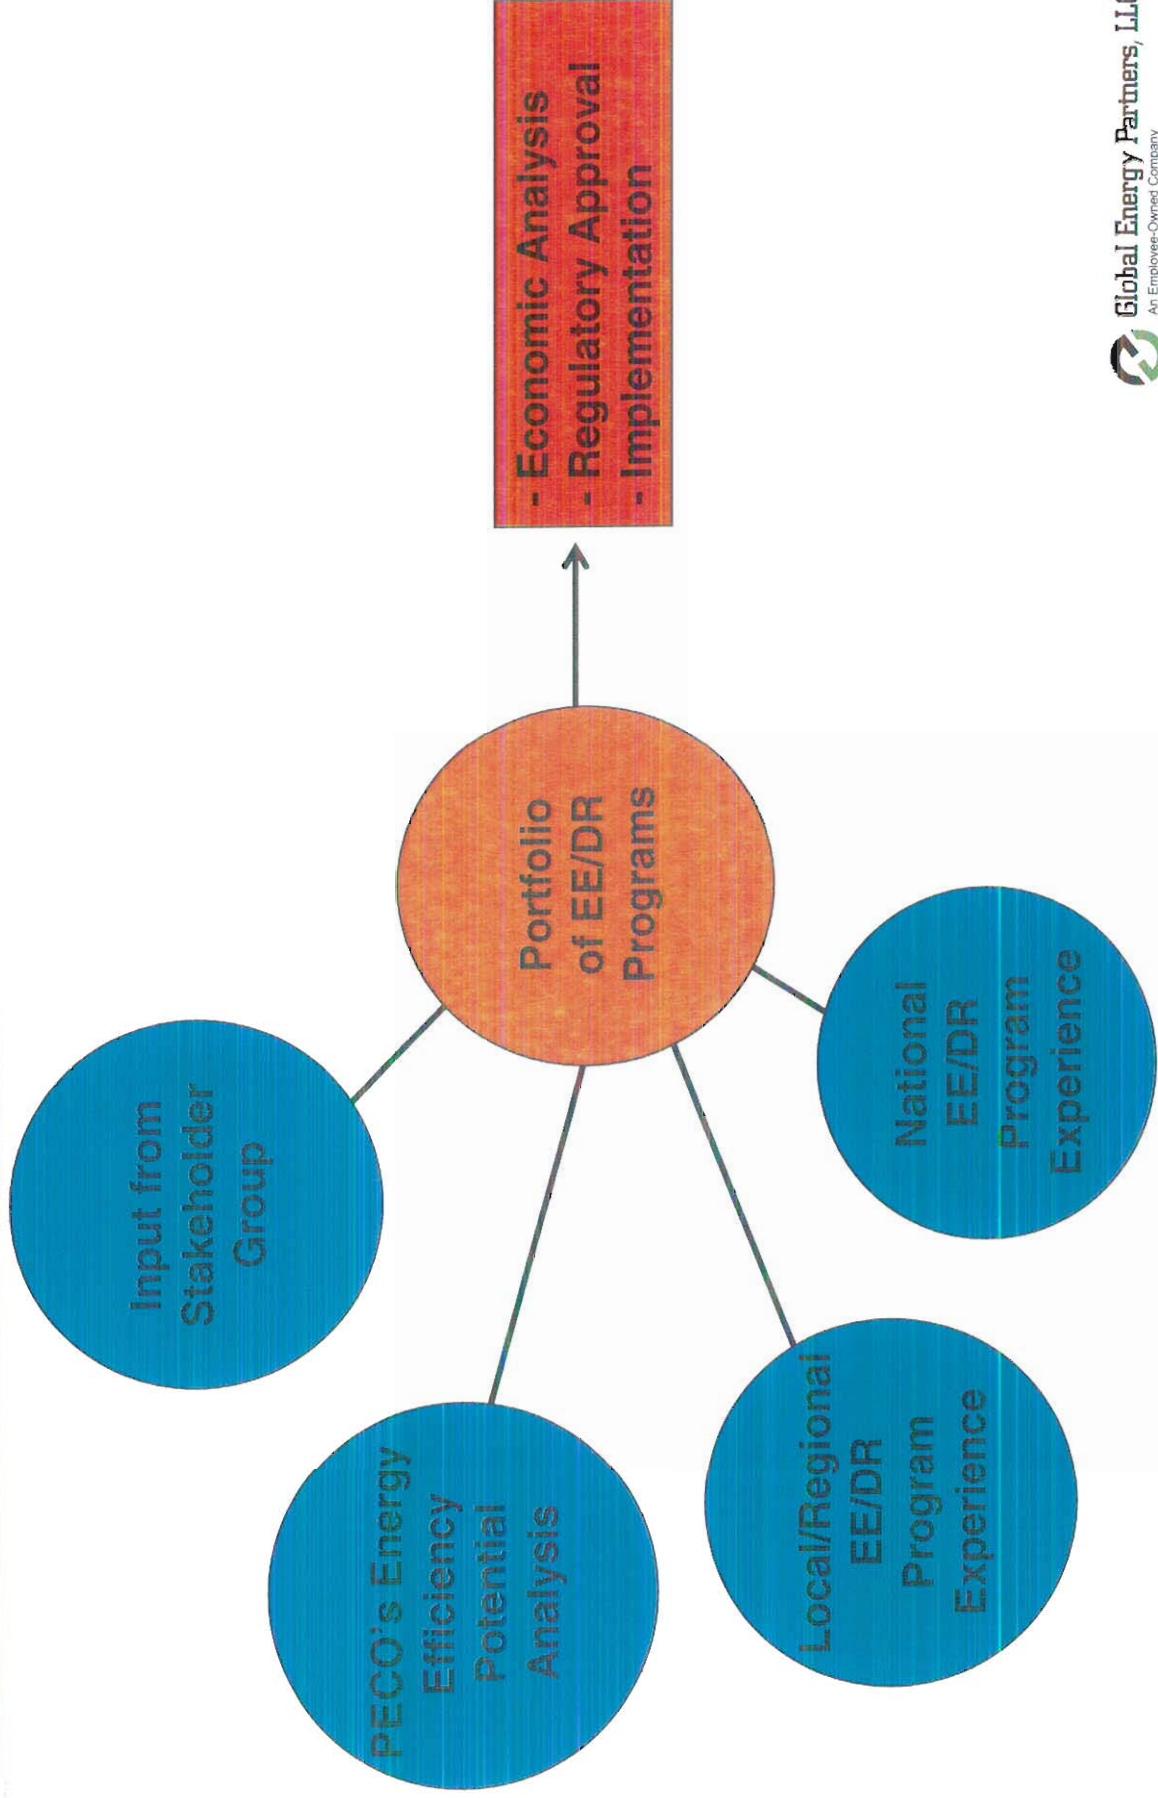 Input from
Stakeholder
Group
PECO's Energy
Efficiency
Potential
Analysis
Local/Regional
EE/DR
Program
Experience
National
EE/DR
Program
Experience
Portfolio
of EE/DR
Programs
- Economic Analysis
- Regulatory Approval
- Implementation
Global Energy Partners, LLC
An Employee-Owned Company